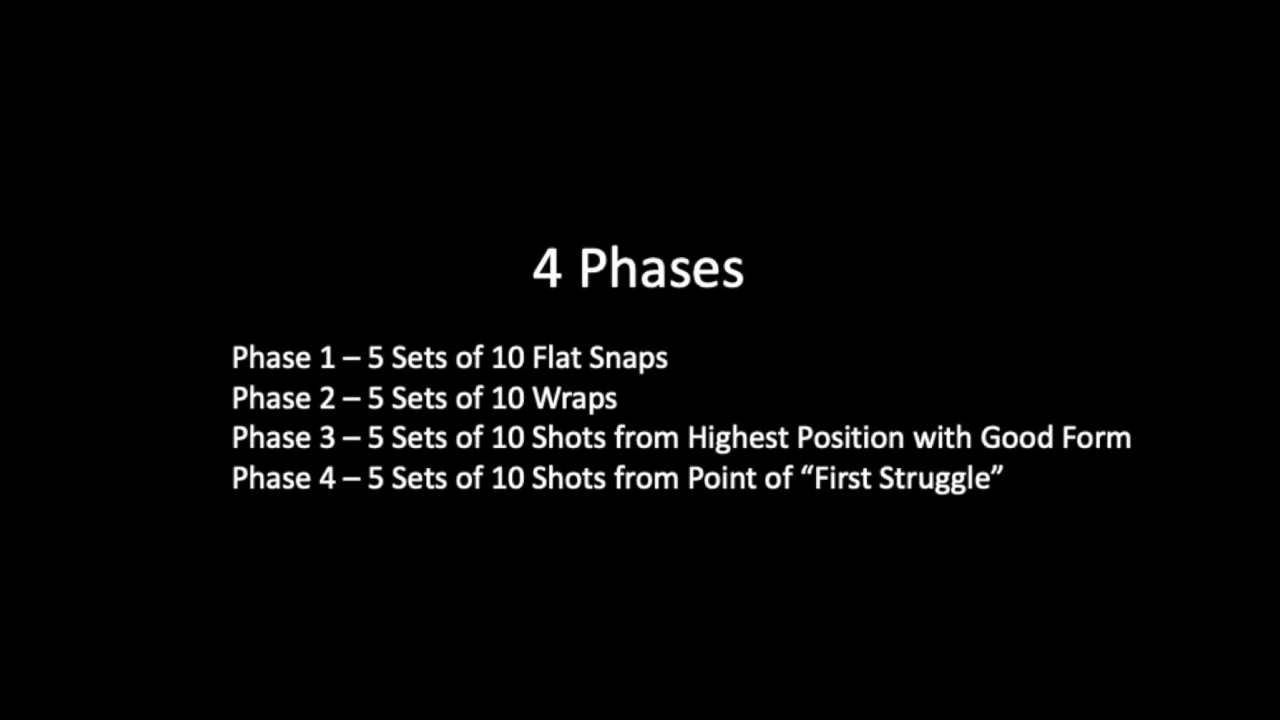 4 Phases
Phase 1 – 5 Sets of 10 Flat Snaps
Phase 2 – 5 Sets of 10 Wraps
Phase 3 – 5 Sets of 10 Shots from Highest Position with Good Form
Phase 4 – 5 Sets of 10 Shots from Point of “First Struggle”